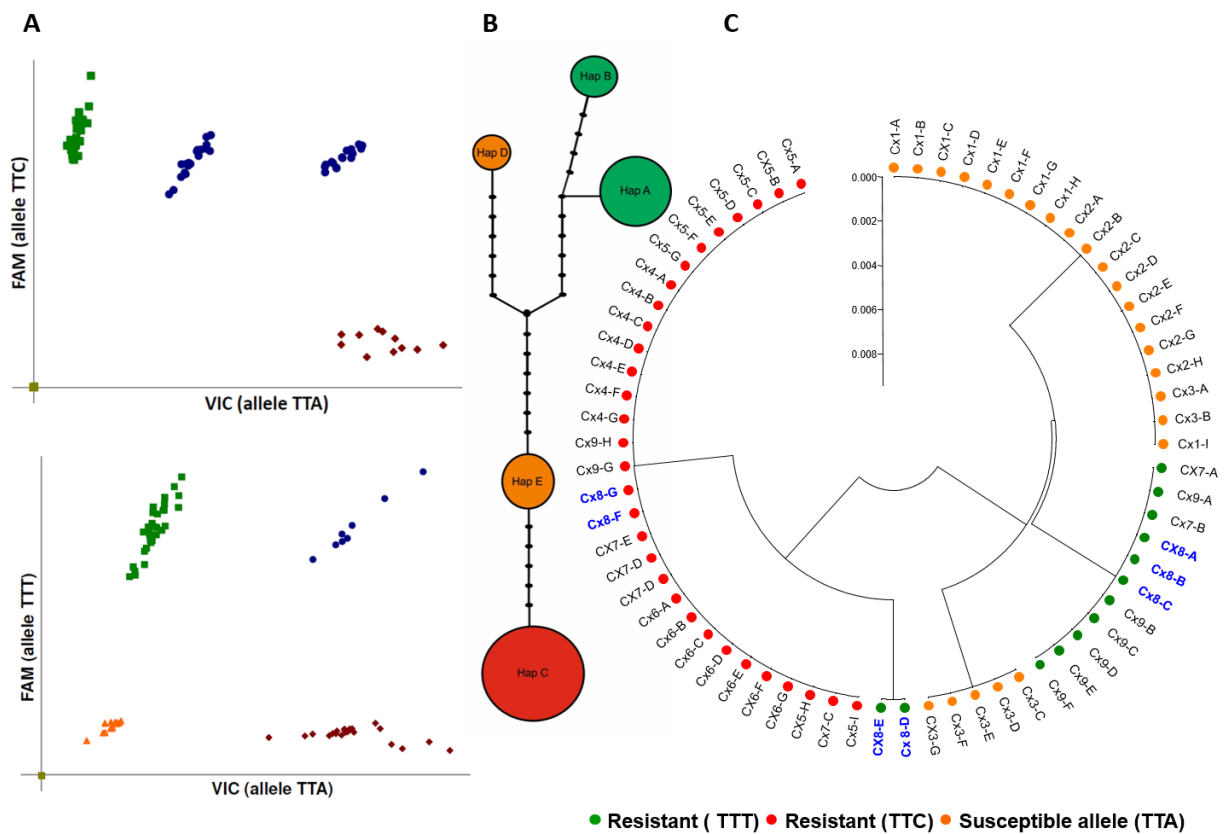 A
B
C
FAM (allele TTC)
VIC (allele TTA)
FAM (allele TTT)
VIC (allele TTA)
Hap B
Hap D
Hap A
Hap E
Hap C
0.000
0.002
0.004
0.006
0.008
Cx1-A
Cx1-B
CX1-C
Cx1-D
Cx1-E
Cx1-F
Cx1-G
Cx1-H
Cx2-A
Cx2-B
Cx2-C
Cx2-D
Cx2-E
Cx2-F
Cx2-G
Cx2-H
Cx3-A
Cx3-B
Cx1-I
CX7-A
Cx9-A
Cx7-B
CX8-A
Cx8-B
Cx8-C
Cx9-B
Cx9-C
Cx9-D
Cx9-E
Cx9-F
Cx3-C
Cx3-D
Cx3-E
Cx3-F
CX3-G
Cx 8-D
CX8-E
Cx5-I
Cx7-C
CX5-H
CX6-G
CX6-F
Cx6-E
Cx6-D
Cx6-C
Cx6-B
Cx6-A
CX7-D
CX7-D
CX7-E
Cx8-F
Cx8-G
Cx9-G
Cx9-H
Cx4-G
Cx4-F
Cx4-E
Cx4-D
Cx4-C
Cx4-B
Cx4-A
Cx5-G
Cx5-F
Cx5-E
Cx5-D
Cx5-C
CX5-B
Cx5-A
Resistant ( TTT) Resistant (TTC) Susceptible allele (TTA)